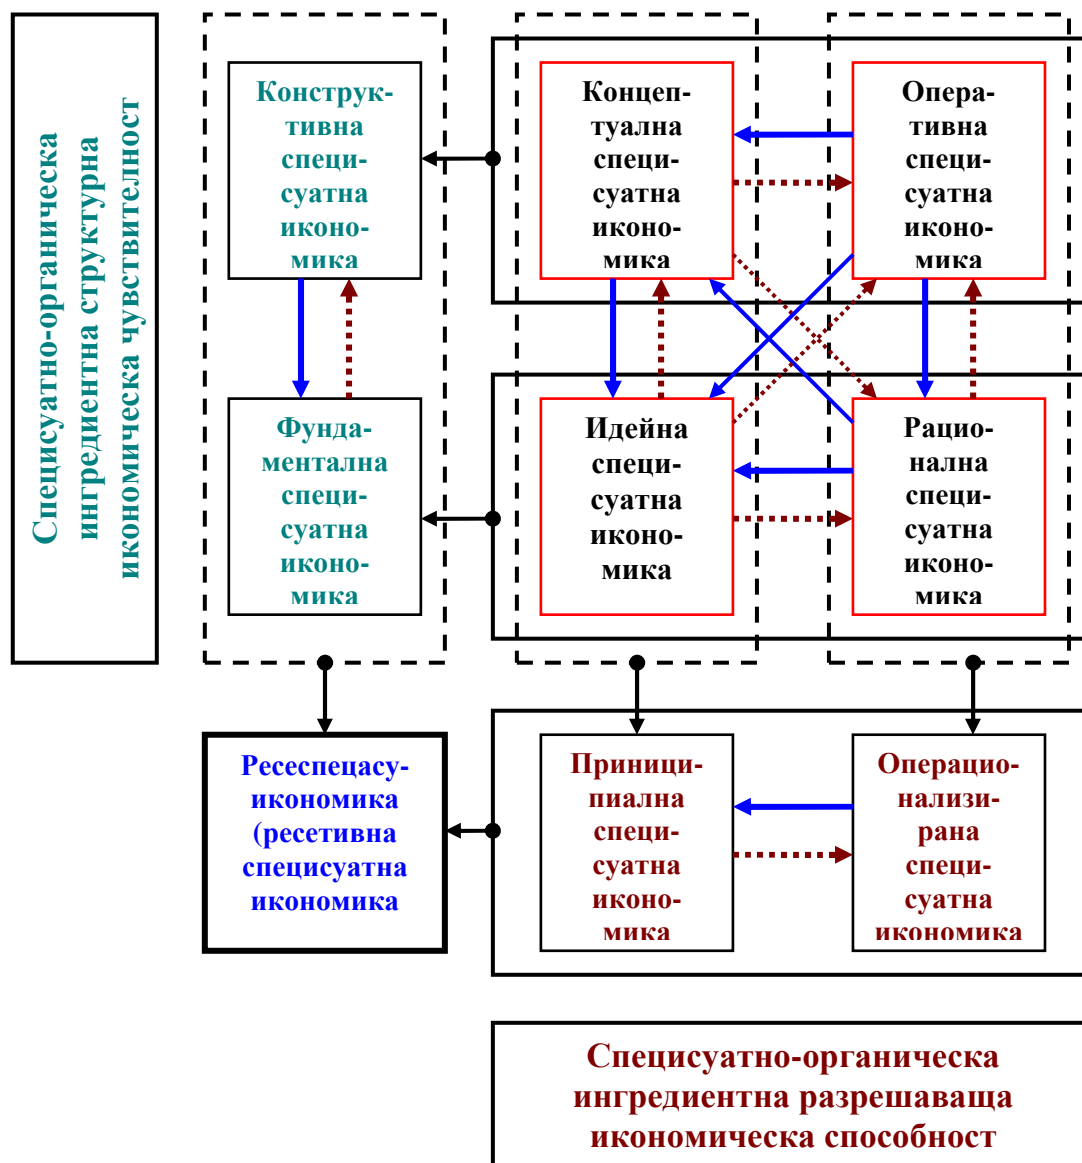 Специсуатно-органическа
ингредиентна структурна
икономическа чувствителност
Конструк-
тивна
специ-
суатна
иконо-
мика
Концеп-
туална
специ-
суатна
иконо-
мика
Опера-
тивна
специ-
суатна
иконо-
мика
Фунда-
ментална
специ-
суатна
иконо-
мика
Идейна
специ-
суатна
иконо-
мика
Рацио-
нална
специ-
суатна
иконо-
мика
Ресеспецасу-
икономика
(ресетивна
специсуатна
икономика
Приници-
пиална
специ-
суатна
иконо-
мика
Операцио-
нализи-
рана
специ-
суатна
икономика
Специсуатно-органическа
ингредиентна разрешаваща
икономическа способност